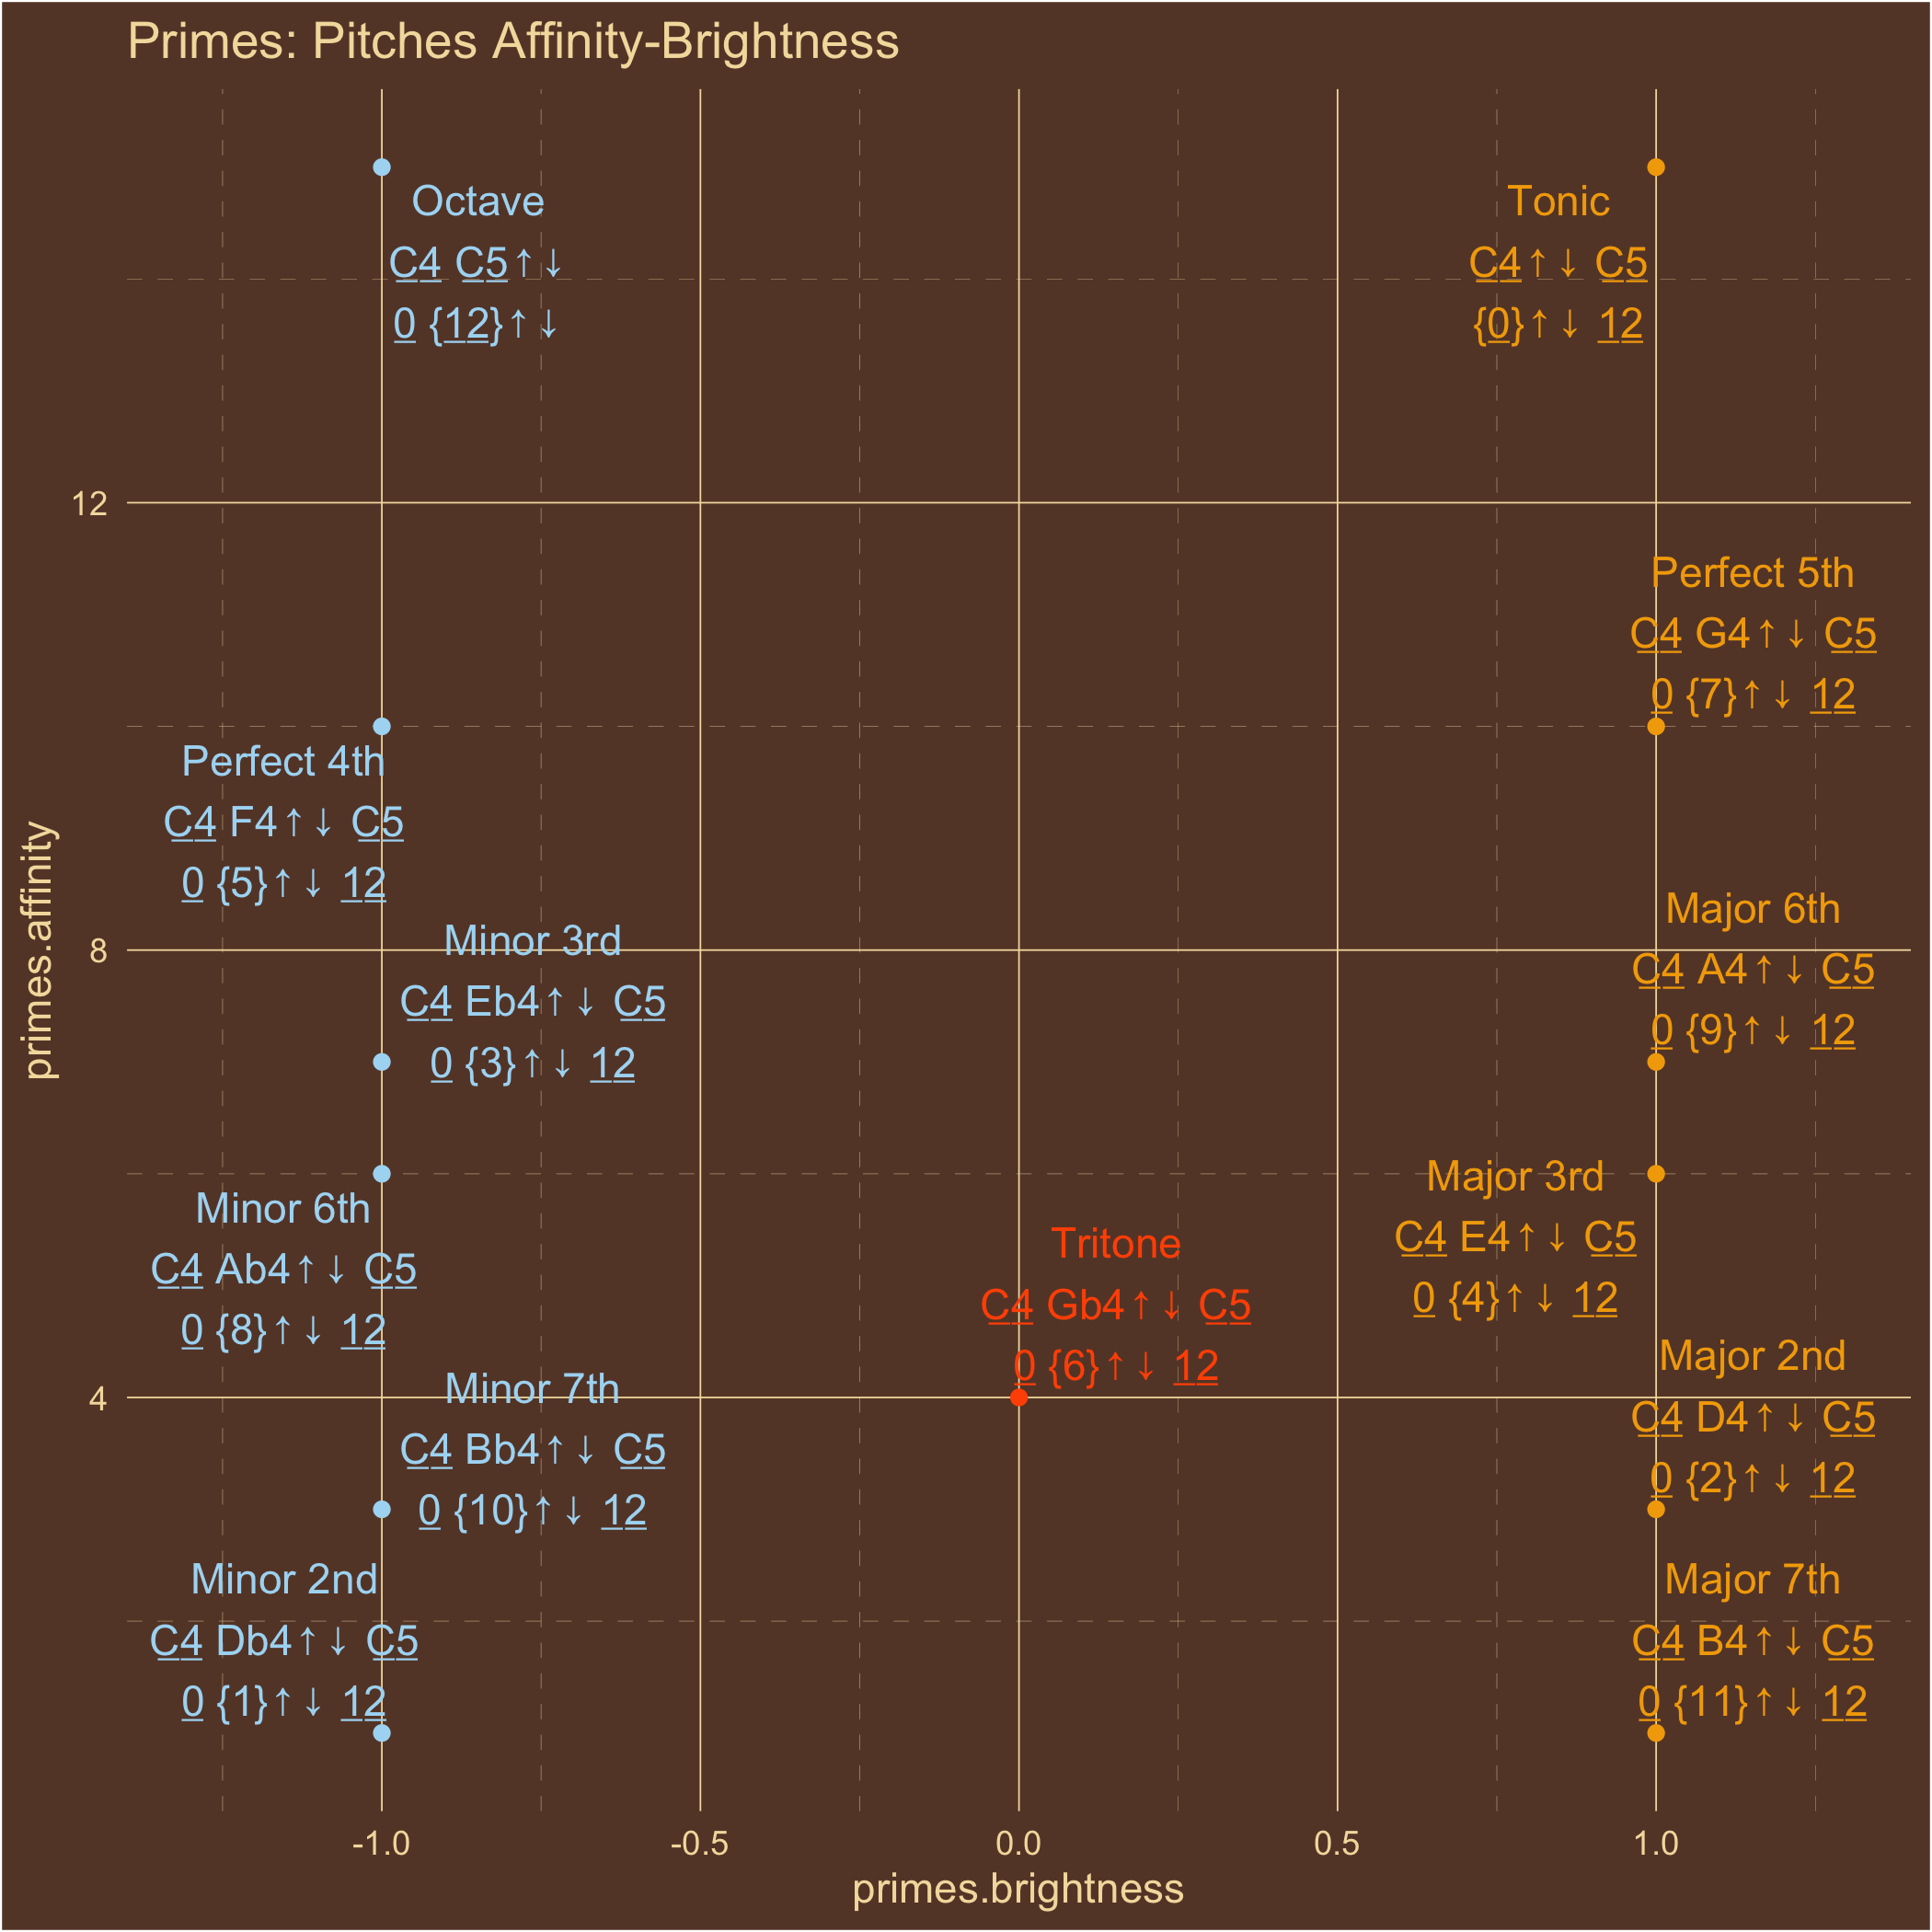 Primes: Pitches Affinity-Brightness
Octave
C4 C5↑↓
0 {12}↑↓
Tonic
C4↑↓ C5
{0}↑↓ 12
12
Perfect 5th
C4 G4↑↓ C5
0 {7}↑↓ 12
Perfect 4th
C4 F4↑↓ C5
0 {5}↑↓ 12
Major 6th
C4 A4↑↓ C5
0 {9}↑↓ 12
8
Minor 3rd
C4 Eb4↑↓ C5
0 {3}↑↓ 12
primes.affinity
Major 3rd
C4 E4↑↓ C5
0 {4}↑↓ 12
Minor 6th
C4 Ab4↑↓ C5
0 {8}↑↓ 12
Tritone
C4 Gb4↑↓ C5
0 {6}↑↓ 12
Major 2nd
C4 D4↑↓ C5
0 {2}↑↓ 12
4
Minor 7th
C4 Bb4↑↓ C5
0 {10}↑↓ 12
Minor 2nd
C4 Db4↑↓ C5
0 {1}↑↓ 12
Major 7th
C4 B4↑↓ C5
0 {11}↑↓ 12
-1.0 -0.5 0.0 0.5 1.0
primes.brightness